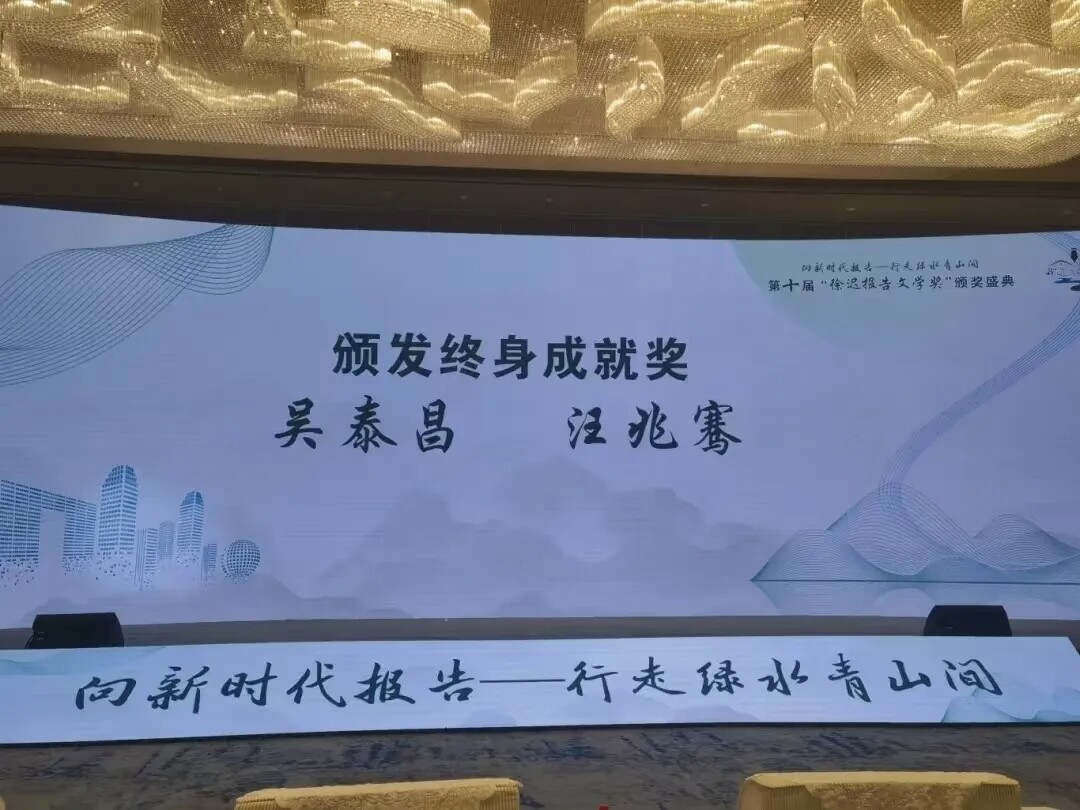 向新时代报告——行走绿水青山间
第十届“徐迟报告文学奖”颁奖盛典
颁发终身成就奖
吴泰昌 汪兆骞
向新时代报告——行走绿水青山间